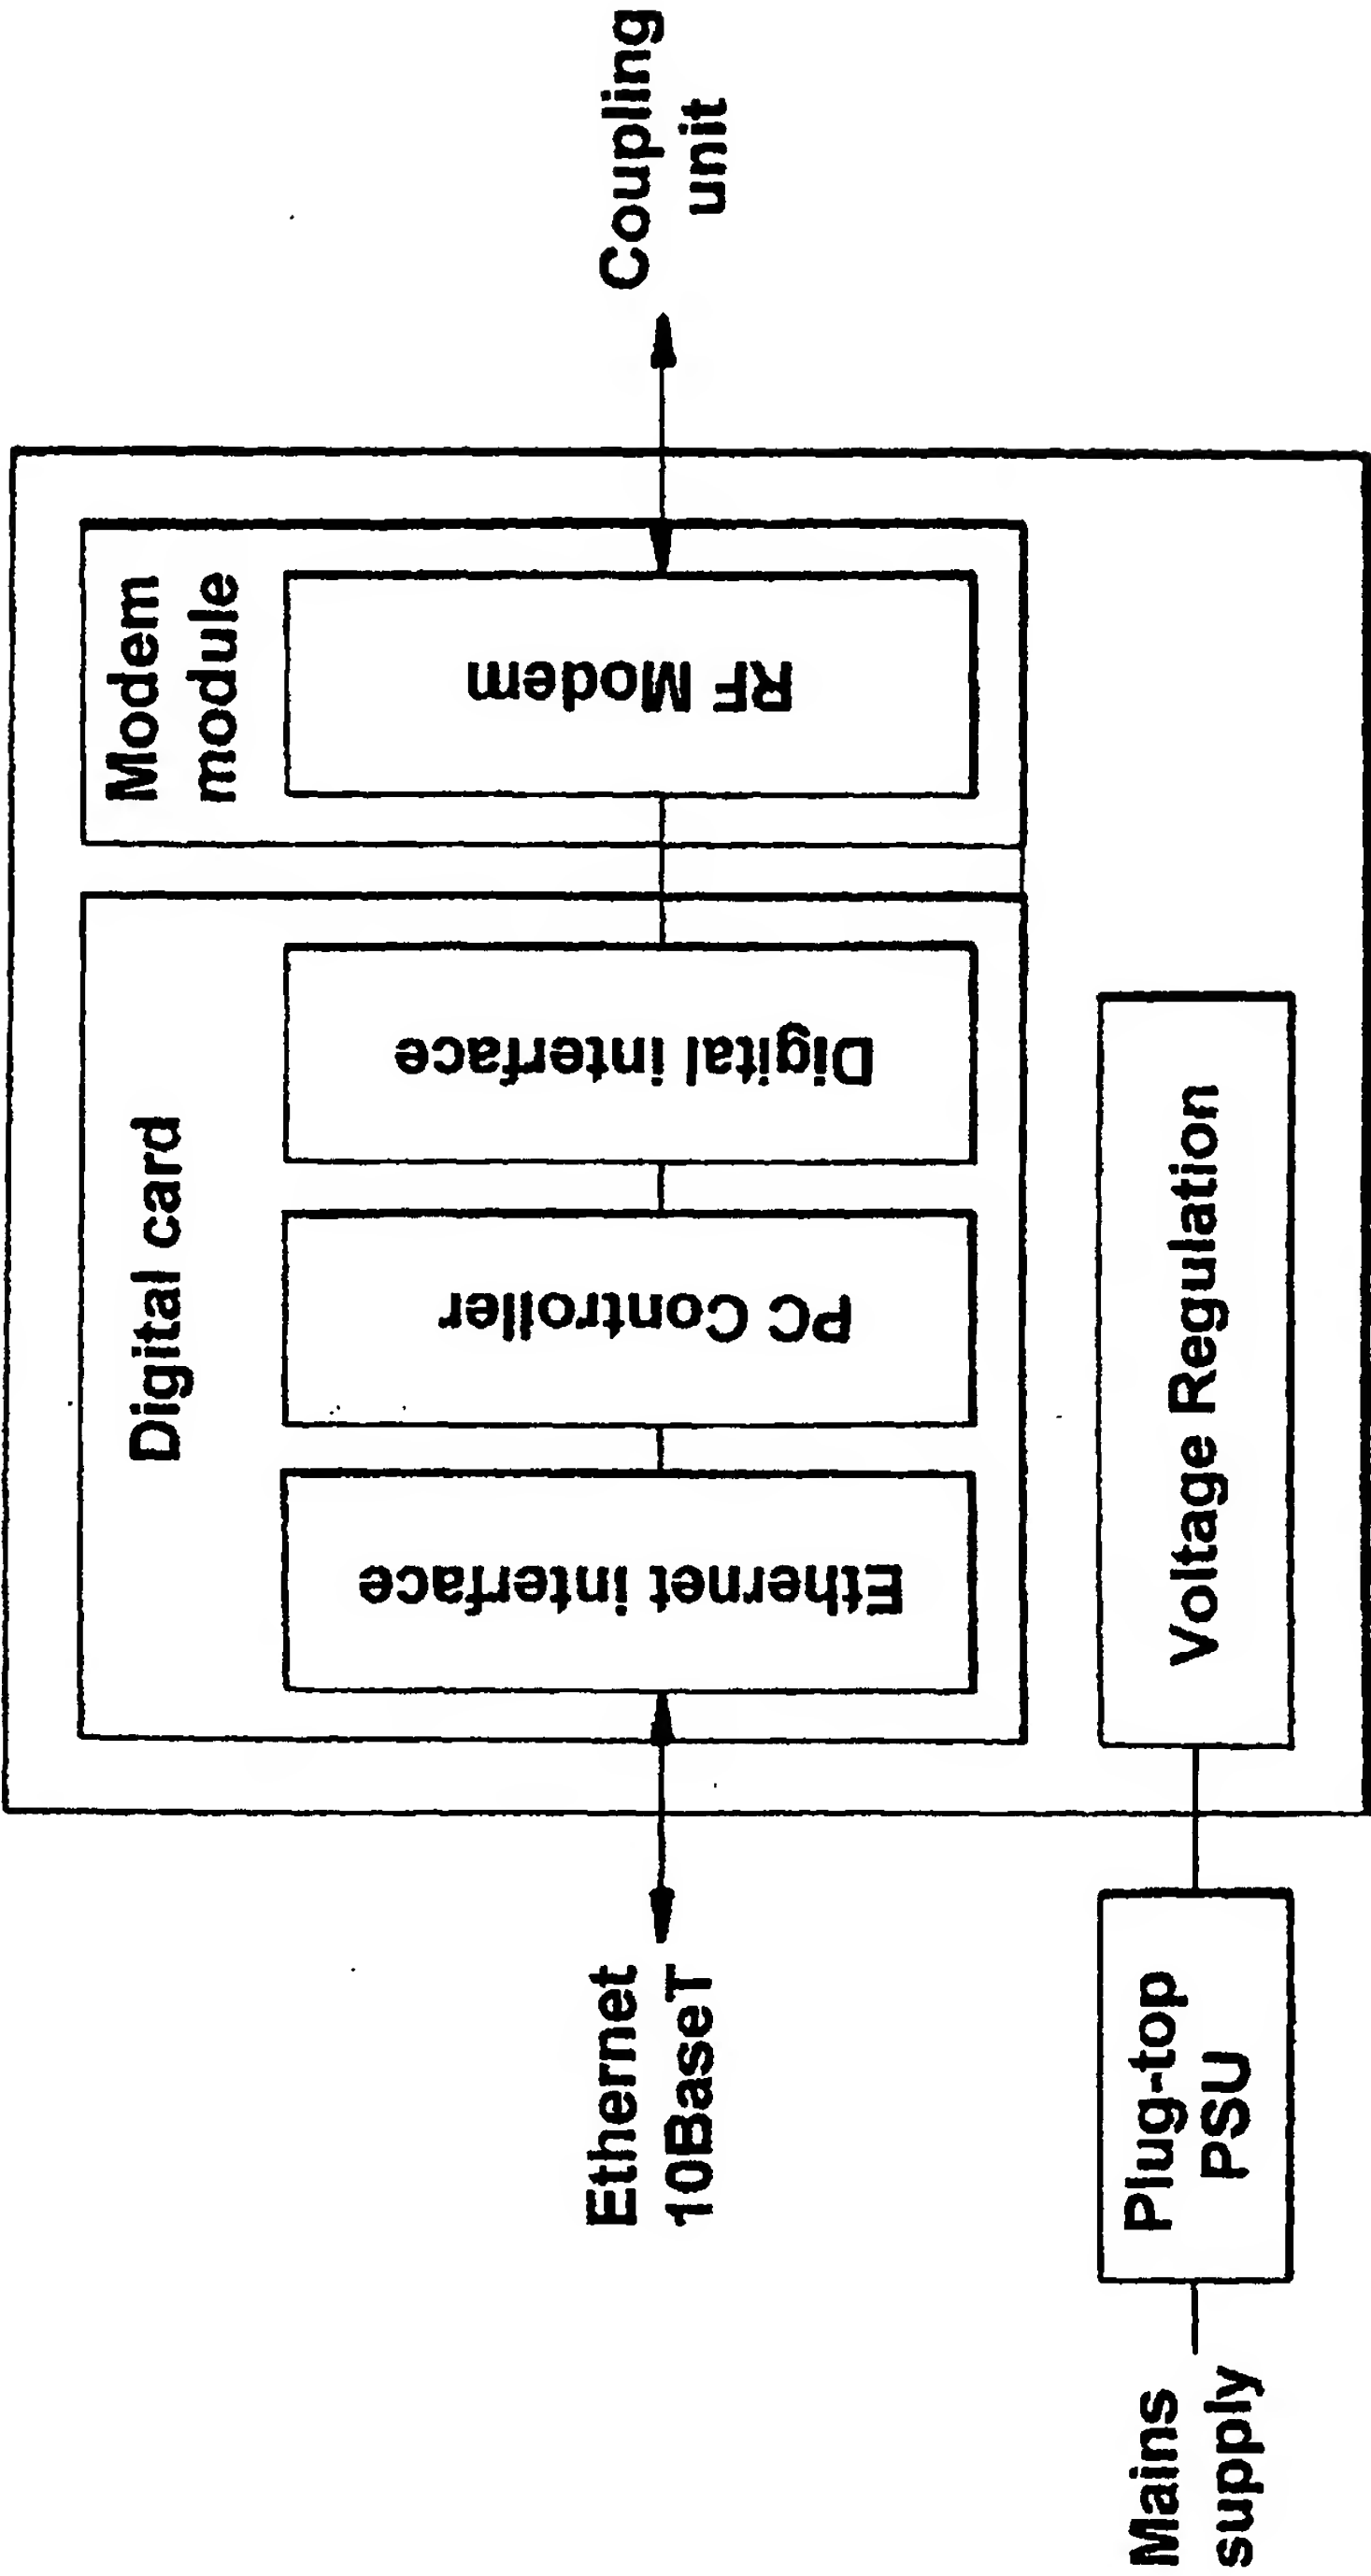 Digital card
Modem
module
Ethernet
10BaseT
Ethernet interface
PC Controller
Digital interface
RF Modem
Coupling
unit
Mains
supply
Plug-top
PSU
Voltage Regulation